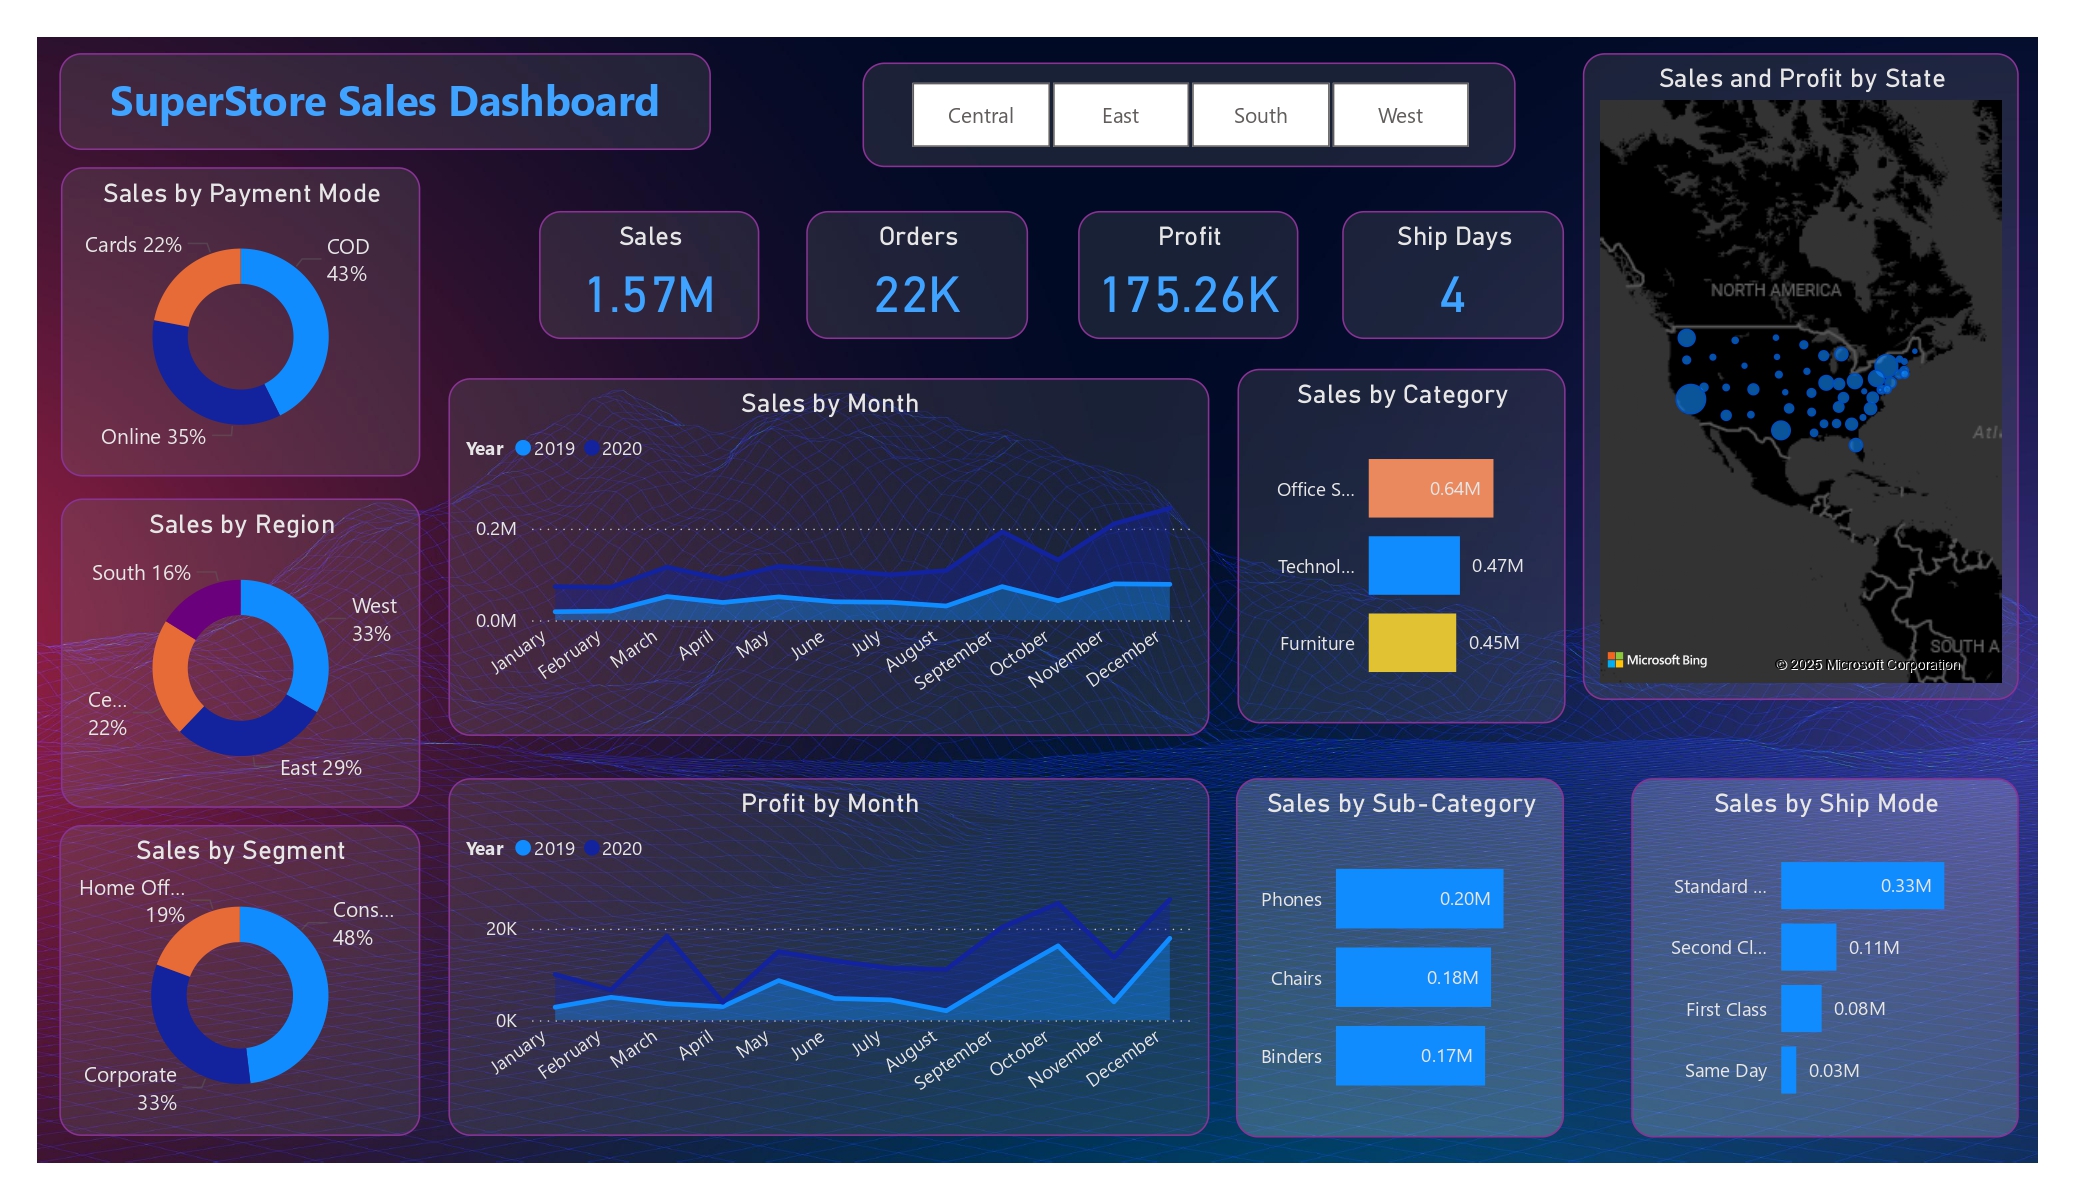 SuperStore Sales Dashboard
Central
East
South
West
Sales and Profit by State
NORTH AMERICA
SOUTH A
Microsoft Bing
© 2025 Microsoft Corporation
Sales by Payment Mode
Cards 22%
COD
43%
Online 35%
Sales
1.57M
Orders
22K
Profit
175.26K
Ship Days
4
Sales by Region
South 16%
West
33%
Ce...
22%
East 29%
Sales by Month
Year 2019 2020
0.2M
0.0M
January
February
March
April
May
June
July
August
September
October
November
December
Sales by Category
Office S... 0.64M
Technol... 0.47M
Furniture 0.45M
Sales by Segment
Home Off...
19%
Cons...
48%
Corporate
33%
Profit by Month
Year 2019 2020
20K
0K
January
February
March
April
May
June
July
August
September
October
November
December
Sales by Sub-Category
Phones 0.20M
Chairs 0.18M
Binders 0.17M
Sales by Ship Mode
Standard ... 0.33M
Second Cl... 0.11M
First Class 0.08M
Same Day 0.03M